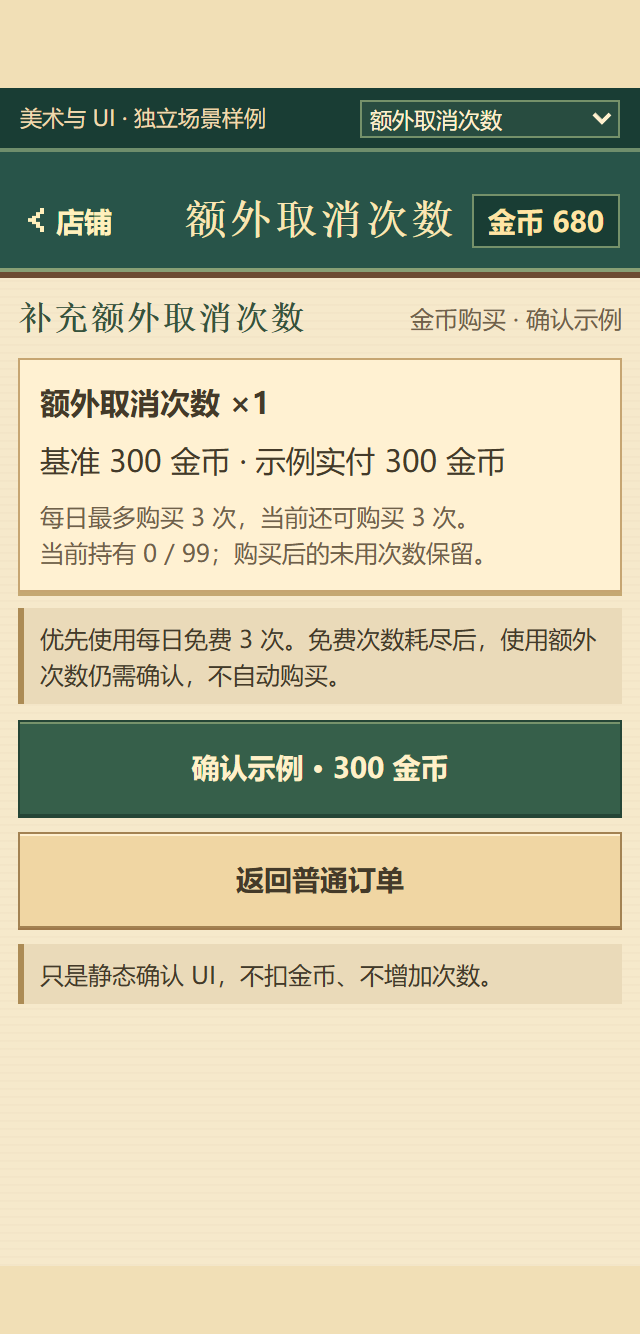 美术与 UI · 独立场景样例
额外取消次数
店铺
额外取消次数
金币 680
补充额外取消次数
金币购买 · 确认示例
额外取消次数 ×1
基准 300 金币 · 示例实付 300 金币
每日最多购买 3 次，当前还可购买 3 次。
当前持有 0 / 99；购买后的未用次数保留。
优先使用每日免费 3 次。免费次数耗尽后，使用额外
次数仍需确认，不自动购买。
确认示例 • 300 金币
返回普通订单
只是静态确认 UI，不扣金币、不增加次数。